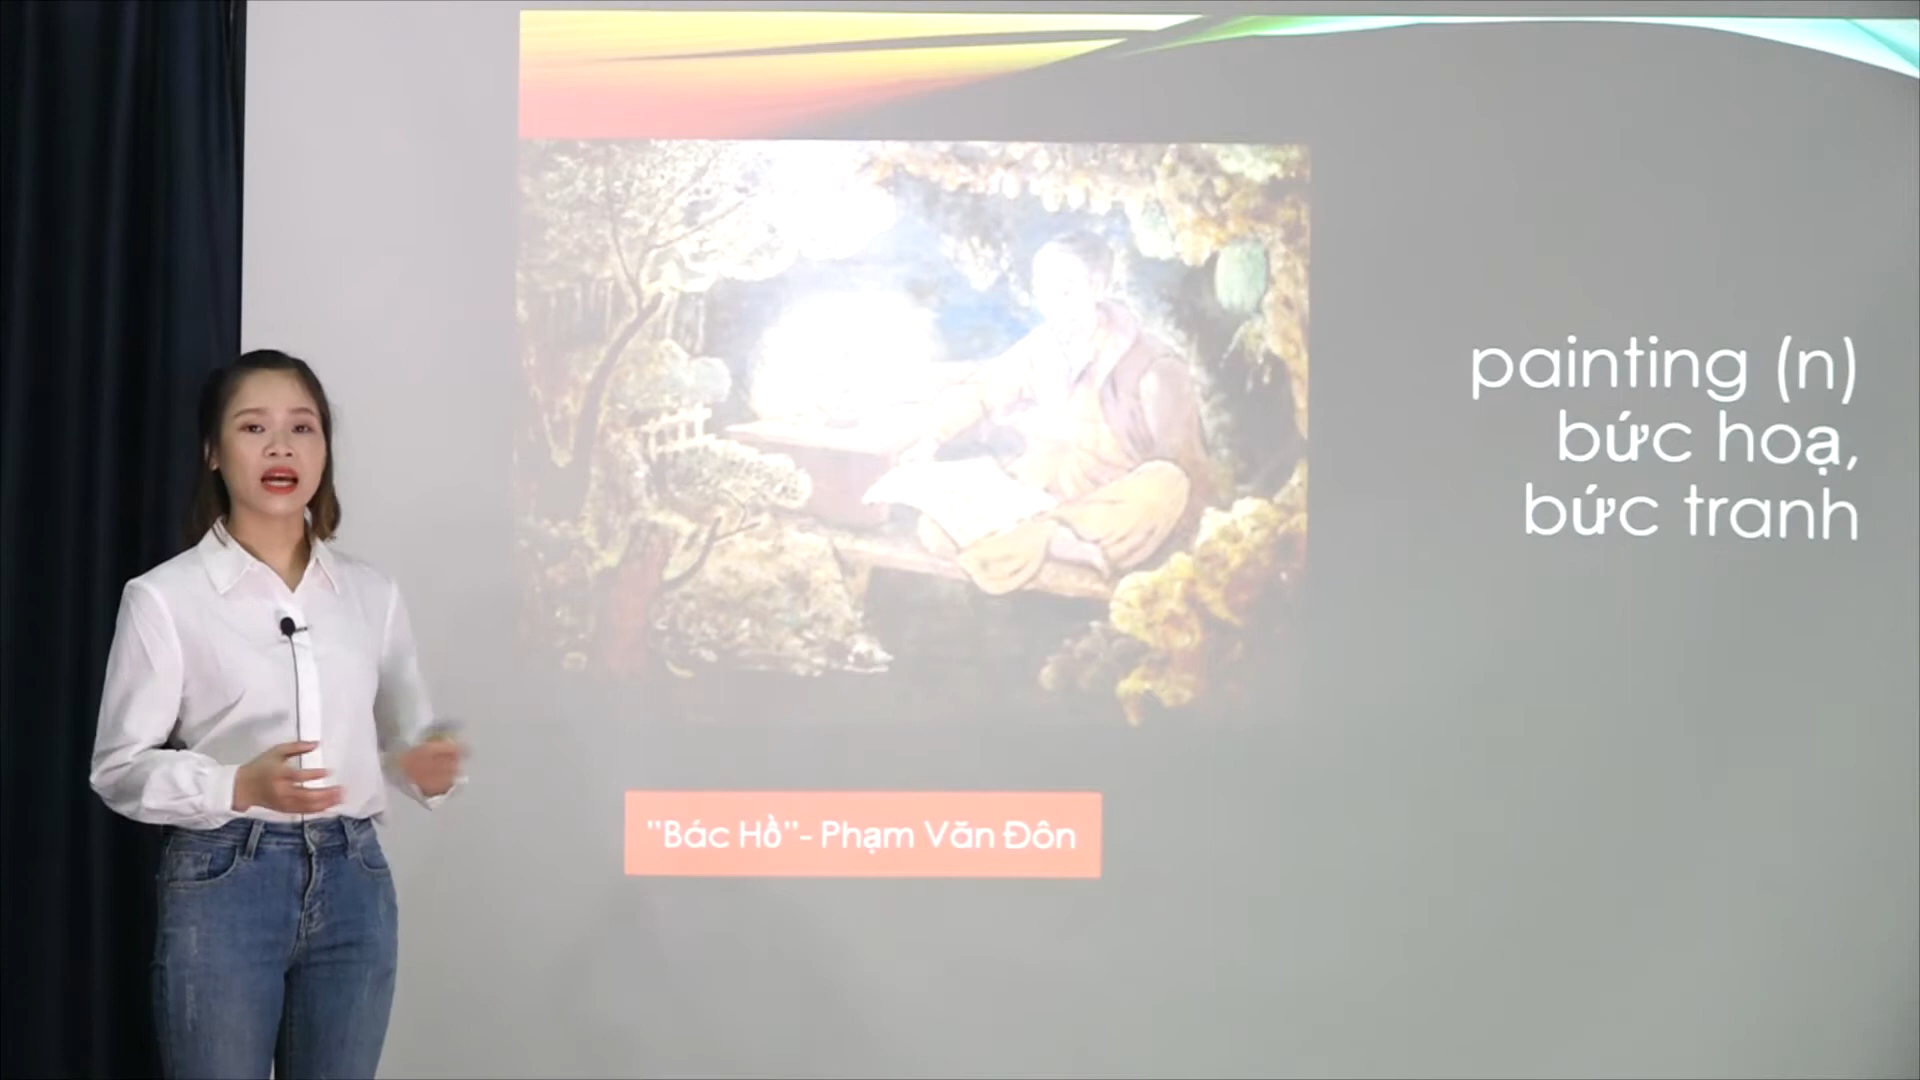 painting (n)
bức hoạ,
bức tranh
"Bác Hồ"- Phạm Văn Đôn